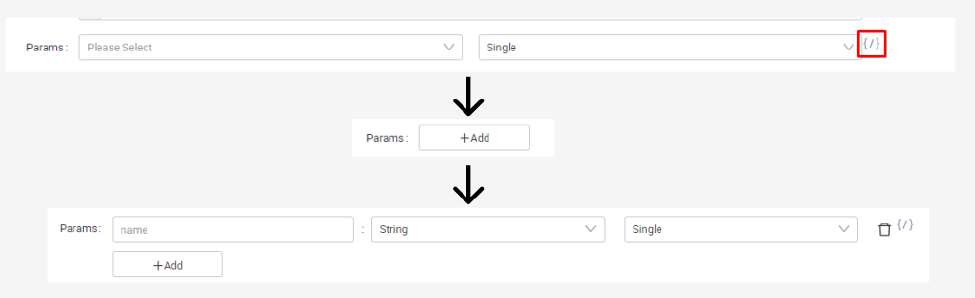 Params : Please Select Single {/}
Params : +Add
Params: name : String Single {/}
+Add